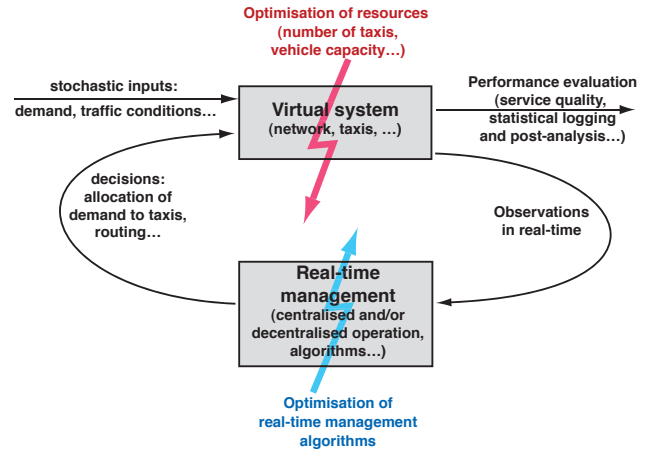 Optimisation of resources
(number of taxis,
vehicle capacity…)
stochastic inputs:
demand, traffic conditions…
Virtual system
(network, taxis, …)
Performance evaluation
(service quality,
statistical logging
and post-analysis…)
decisions:
allocation of
demand to taxis,
routing…
Observations
in real-time
Real-time
management
(centralised and/or
decentralised operation,
algorithms…)
Optimisation of
real-time management
algorithms